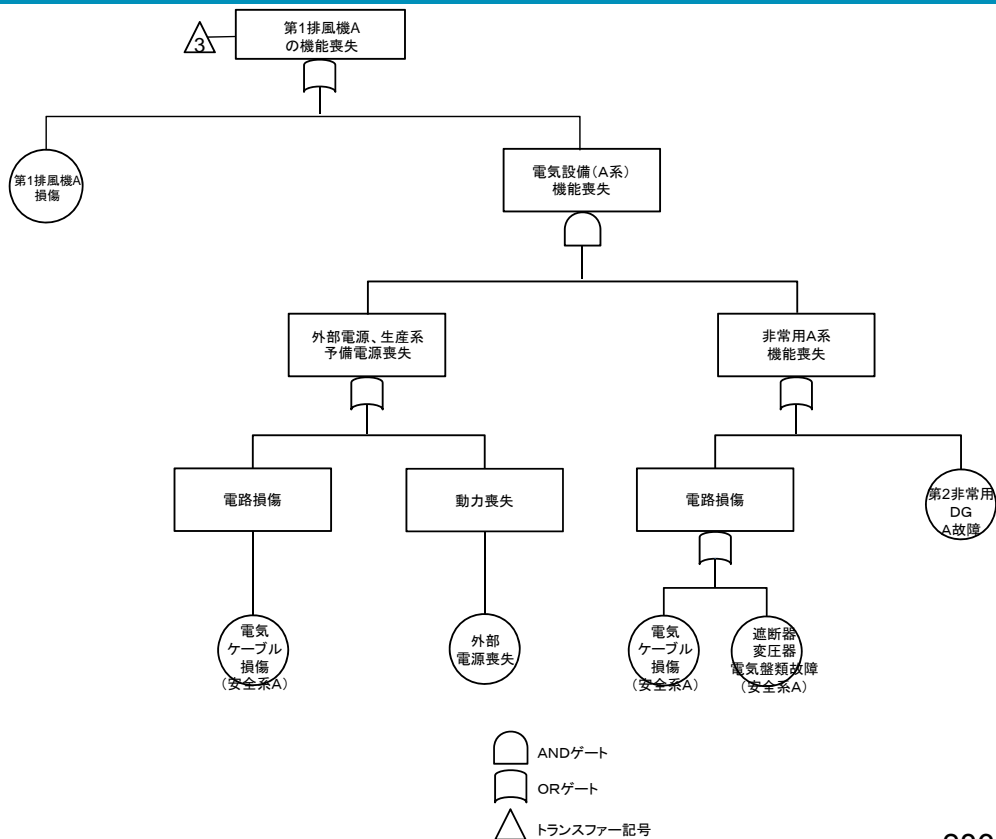 3
第1排風機A
の機能喪失
第1排風機A
損傷
電気設備(A系)
機能喪失
外部電源、生産系
予備電源喪失
非常用A系
機能喪失
電路損傷
動力喪失
電路損傷
第2非常用
DG
A故障
電気
ケーブル
損傷
(安全系A)
外部
電源喪失
電気
ケーブル
損傷
(安全系A)
遮断器
変圧器
電気盤類故障
(安全系A)
ANDゲート
ORゲート
トランスファー記号